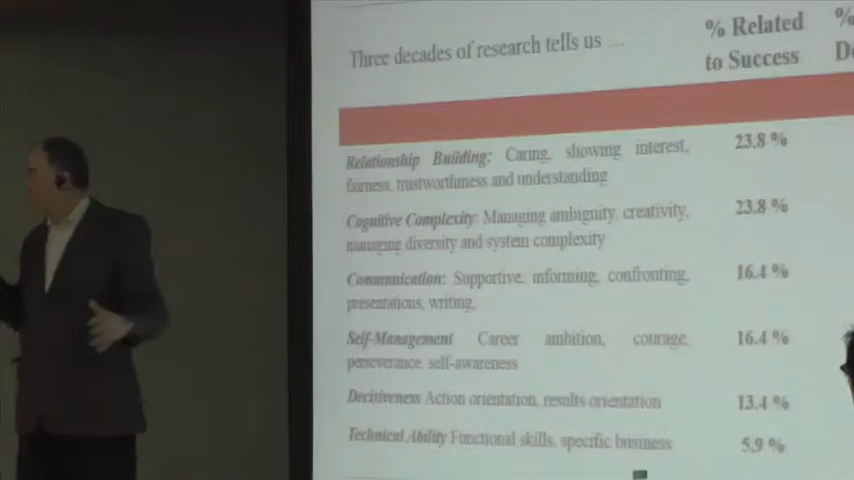 Three decades of research tells us ...
% Related
to Success
%
Relationship Building: Caring, showing interest,
fairness, trustworthiness and understanding
23.8 %
Cognitive Complexity Managing ambiguity, creativity,
managing diversity and system complexity
23.8 %
Communication: Supportive, informing, confronting,
presentations, writing,
16.4 %
Self-Management Career ambition, courage,
perseverance, self-awareness
16.4 %
Decisiveness Action orientation, results orientation
13.4 %
Technical Ability Functional skills, specific business
5.9 %